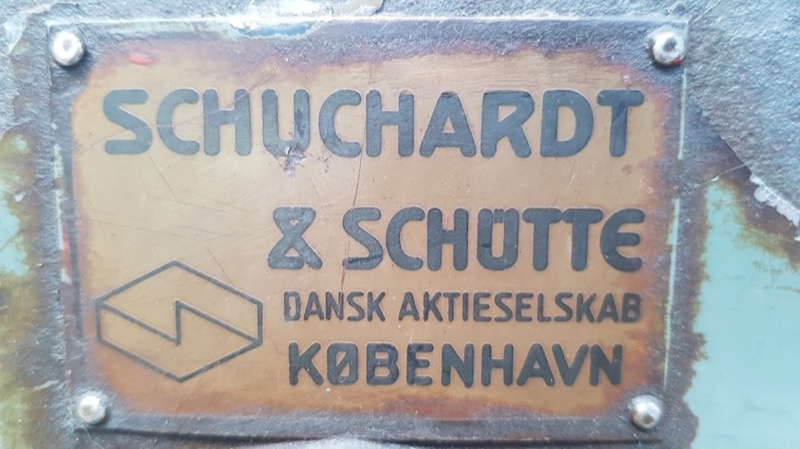 SCHUCHARDT
& SCHÜTTE
DANSK AKTIESELSKAB
KØBENHAVN